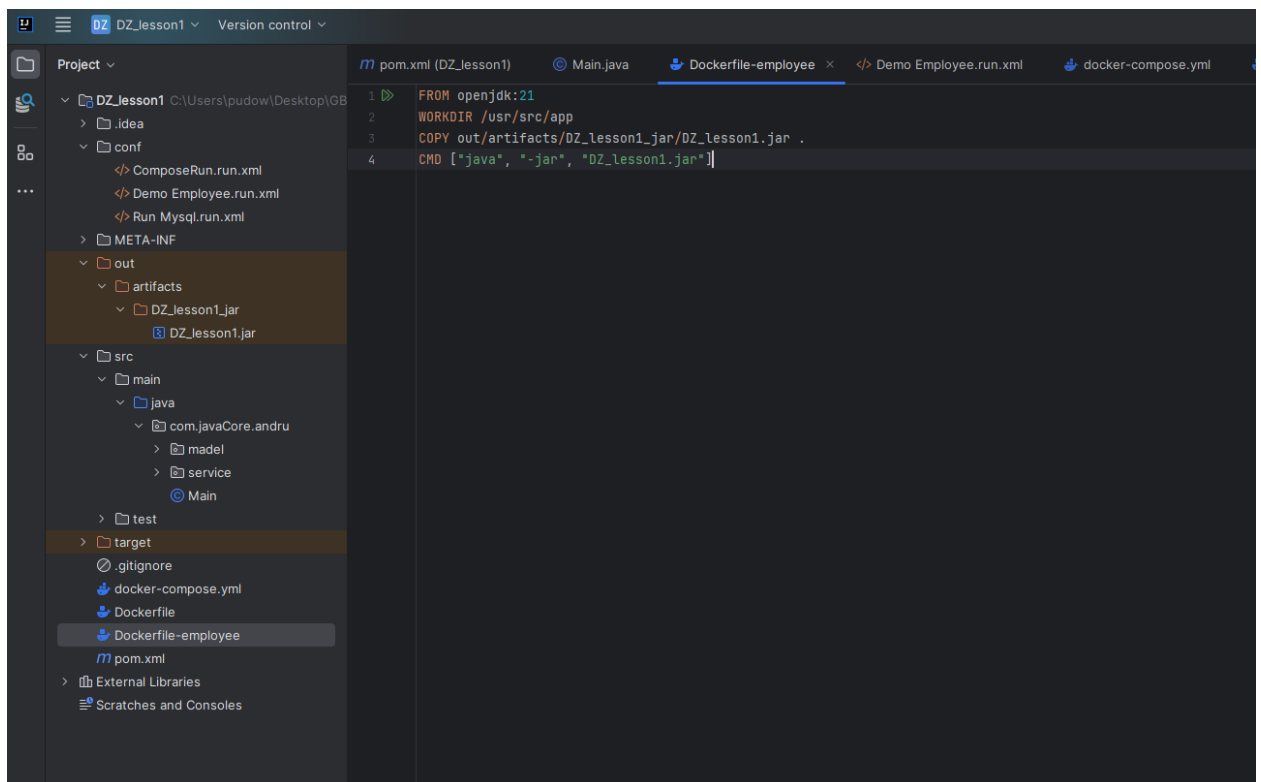 DZ DZ_lesson1 Version control
Project
pom.xml (DZ_lesson1) Main.java Dockerfile-employee × </> Demo Employee.run.xml docker-compose.yml
DZ_lesson1 C:\Users\pudow\Desktop\GB
.idea
conf
</> ComposeRun.run.xml
</> Demo Employee.run.xml
</> Run Mysql.run.xml
META-INF
out
artifacts
DZ_lesson1_jar
DZ_lesson1.jar
src
main
java
com.javaCore.andru
madel
service
Main
test
target
.gitignore
docker-compose.yml
Dockerfile
Dockerfile-employee
pom.xml
External Libraries
Scratches and Consoles
1 FROM openjdk:21
2 WORKDIR /usr/src/app
3 COPY out/artifacts/DZ_lesson1_jar/DZ_lesson1.jar .
4 CMD ["java", "-jar", "DZ_lesson1.jar"]